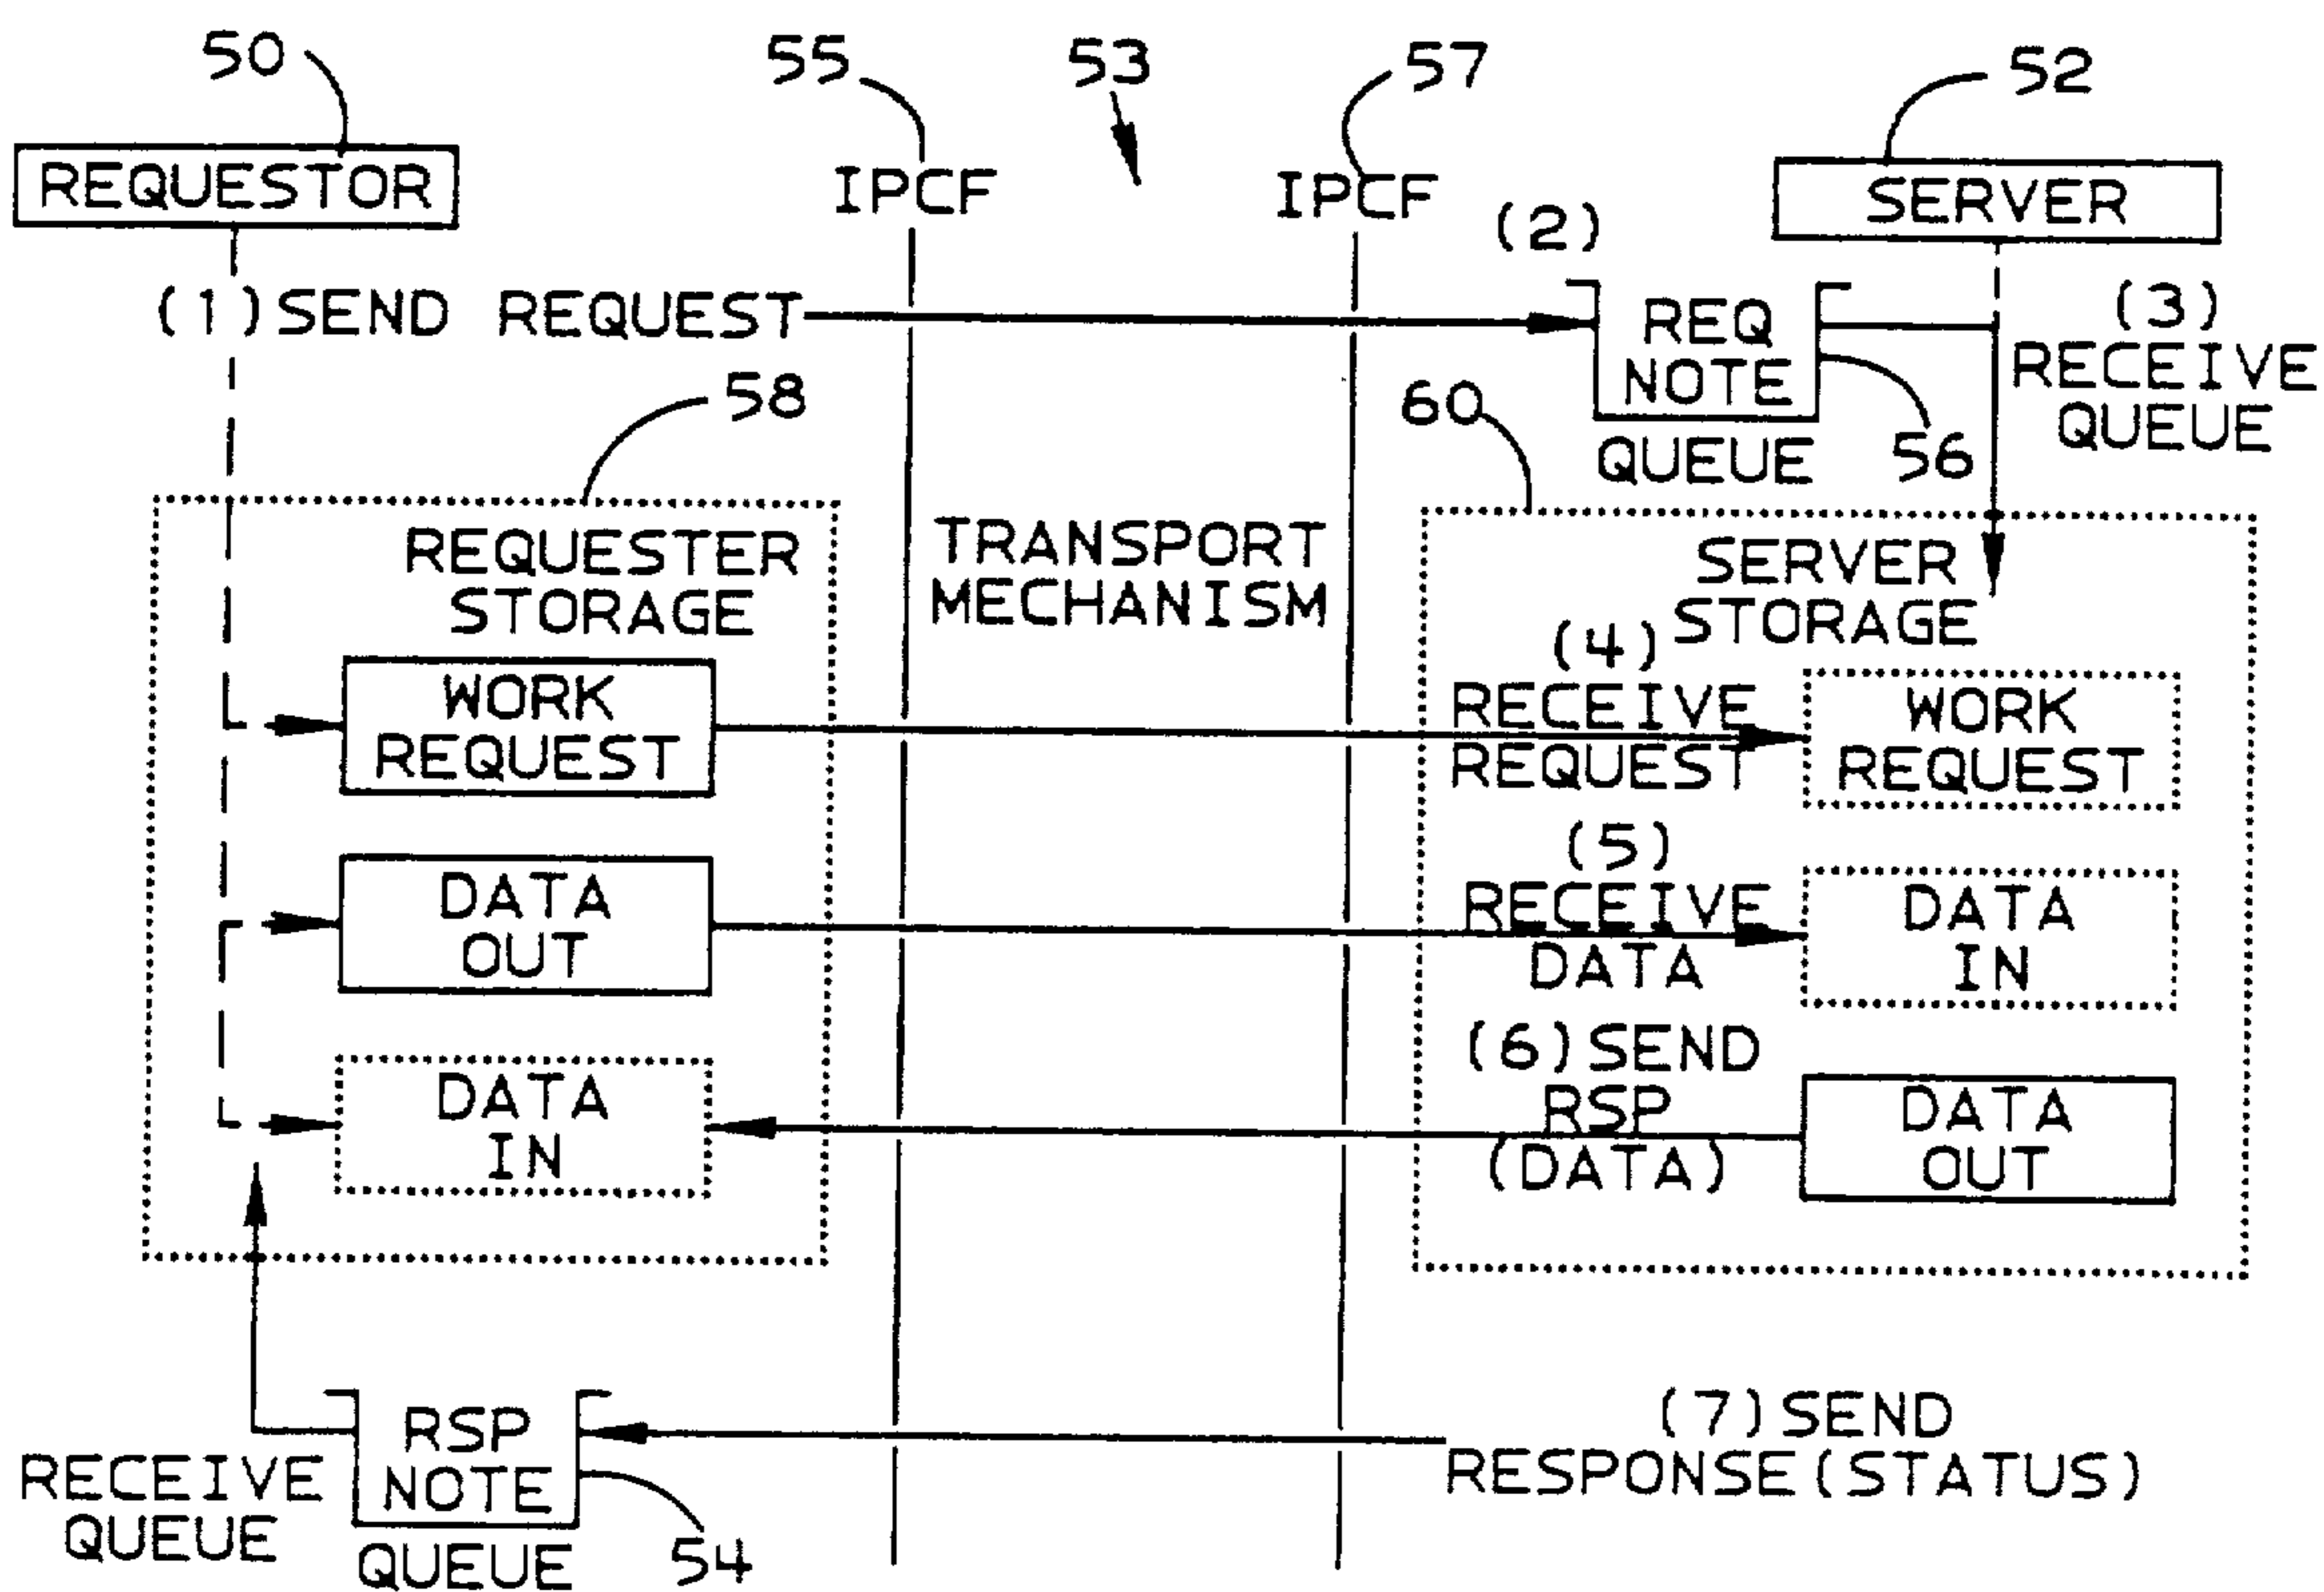 50
55
53
57
52
REQUESTOR
IPCF
IPCF
SERVER
(2)
(1) SEND REQUEST
REQ
NOTE
QUEUE
56
(3)
RECEIVE
QUEUE
58
60
REQUESTER
STORAGE
TRANSPORT
MECHANISM
SERVER
STORAGE
WORK
REQUEST
(4)
RECEIVE
REQUEST
WORK
REQUEST
DATA
OUT
(5)
RECEIVE
DATA
DATA
IN
DATA
IN
(6) SEND
RSP
(DATA)
DATA
OUT
RECEIVE
QUEUE
RSP
NOTE
QUEUE
54
(7) SEND
RESPONSE (STATUS)